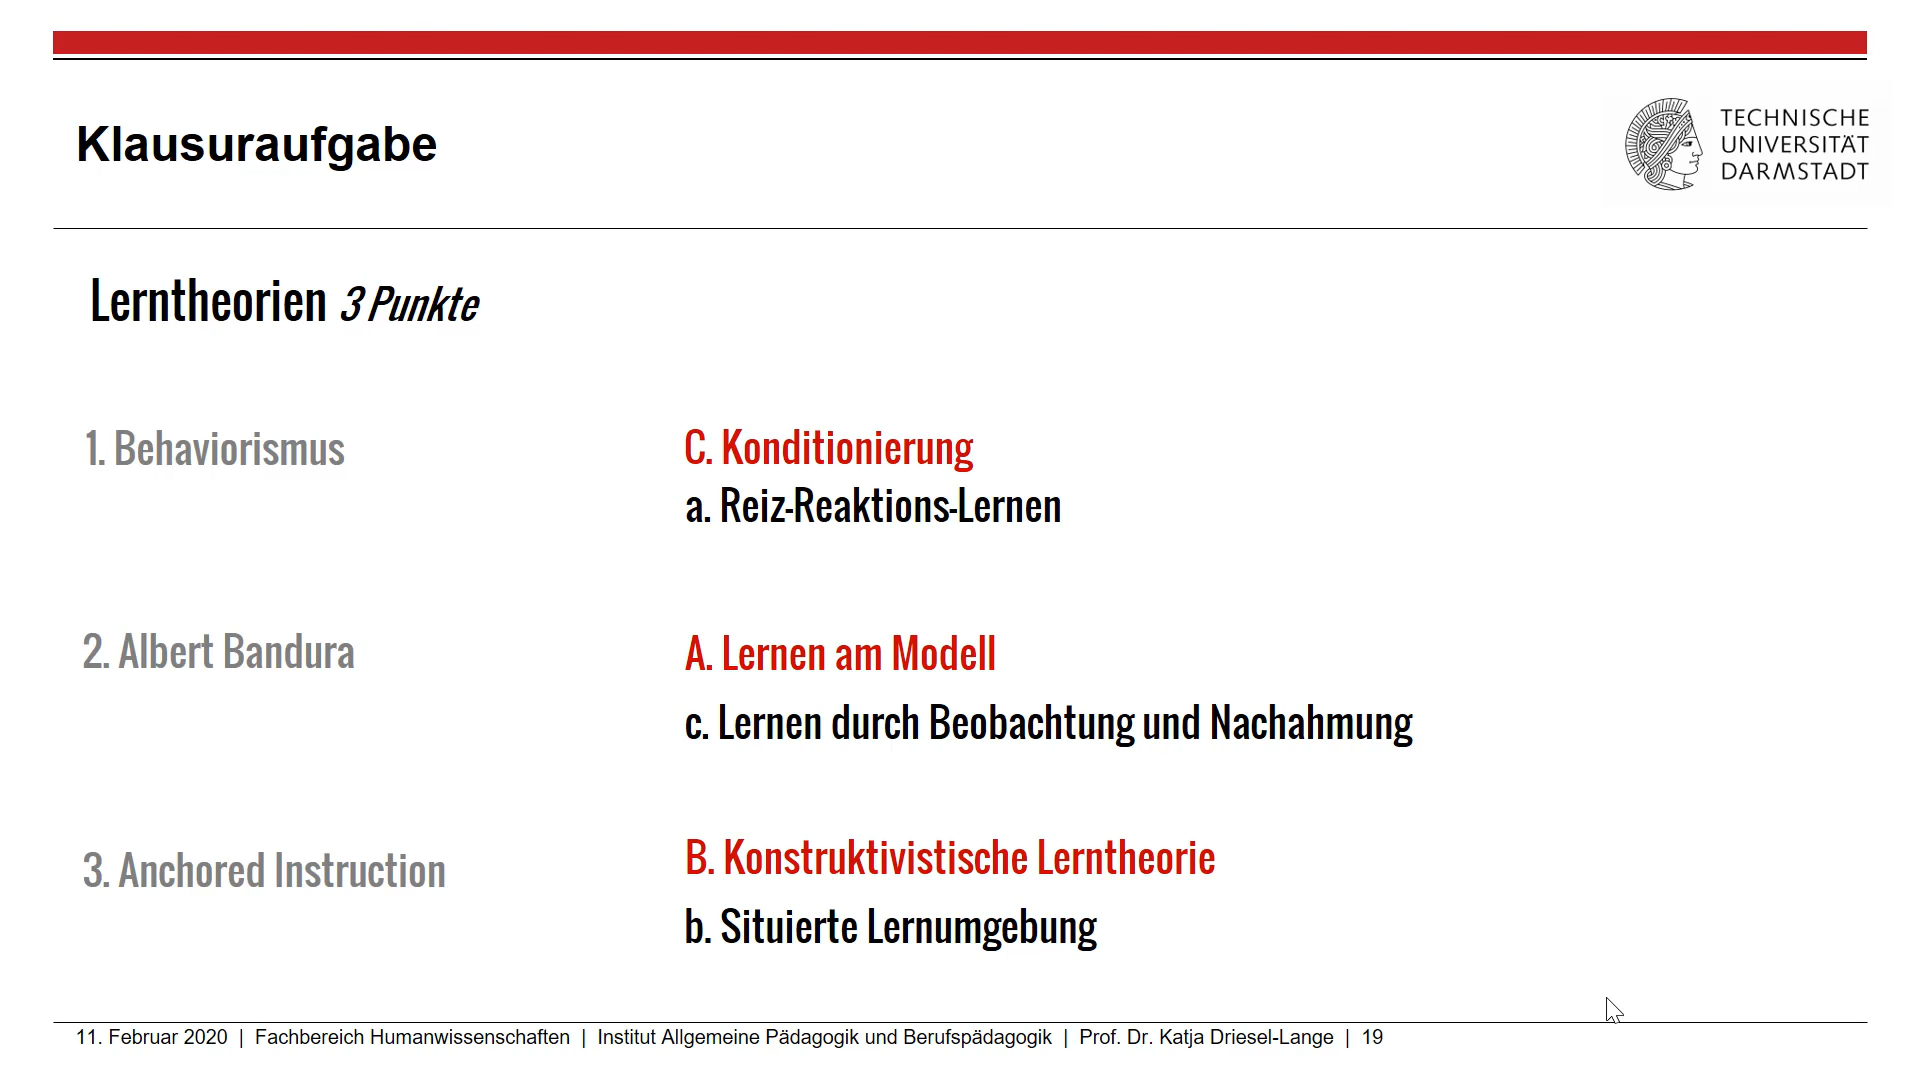 Klausuraufgabe
TECHNISCHE
UNIVERSITÄT
DARMSTADT
Lerntheorien 3 Punkte
1. Behaviorismus
C. Konditionierung
a. Reiz-Reaktions-Lernen
2. Albert Bandura
A. Lernen am Modell
c. Lernen durch Beobachtung und Nachahmung
3. Anchored Instruction
B. Konstruktivistische Lerntheorie
b. Situierte Lernumgebung
11. Februar 2020 | Fachbereich Humanwissenschaften | Institut Allgemeine Pädagogik und Berufspädagogik | Prof. Dr. Katja Driesel-Lange | 19